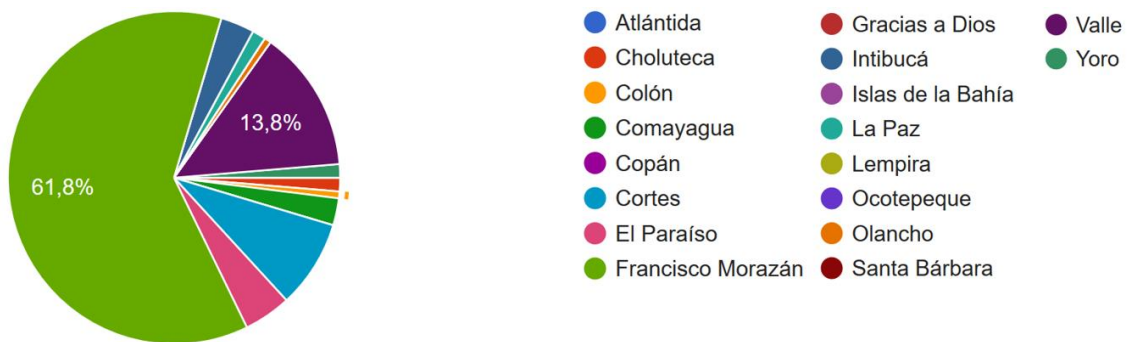 61,8%
13,8%
Atlántida
Choluteca
Colón
Comayagua
Copán
Cortes
El Paraíso
Francisco Morazán
Gracias a Dios
Intibucá
Islas de la Bahía
La Paz
Lempira
Ocotepeque
Olancho
Santa Bárbara
Valle
Yoro